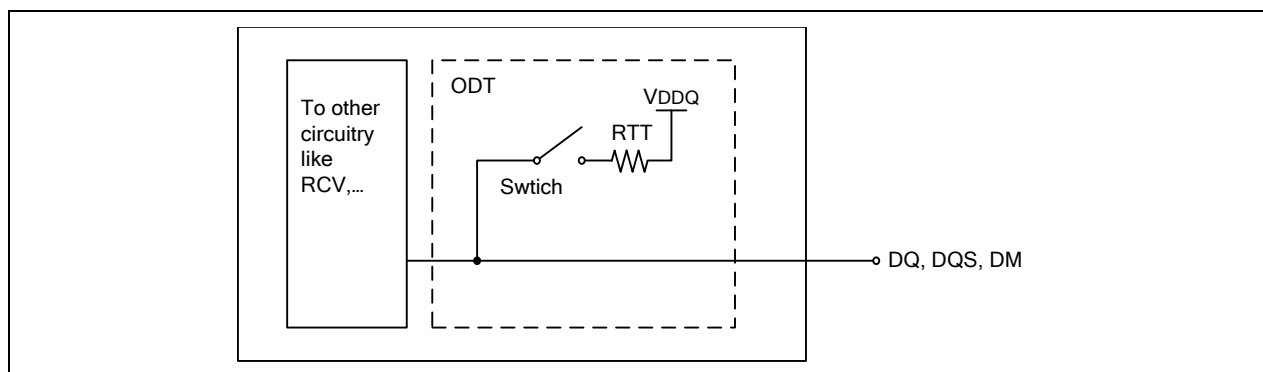 ODT
To other
circuitry
like
RCV,...
VDDQ
RTT
Swtich
DQ, DQS, DM